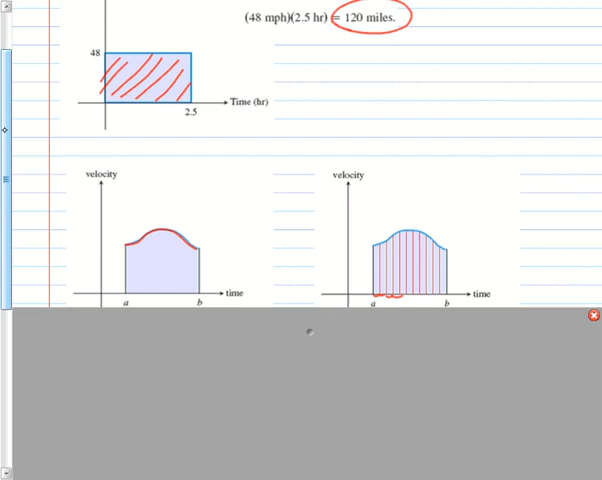 (48 mph)(2.5 hr) = 120 miles.
48
Time (hr)
2.5
velocity
velocity
time
time
a
b
a
b